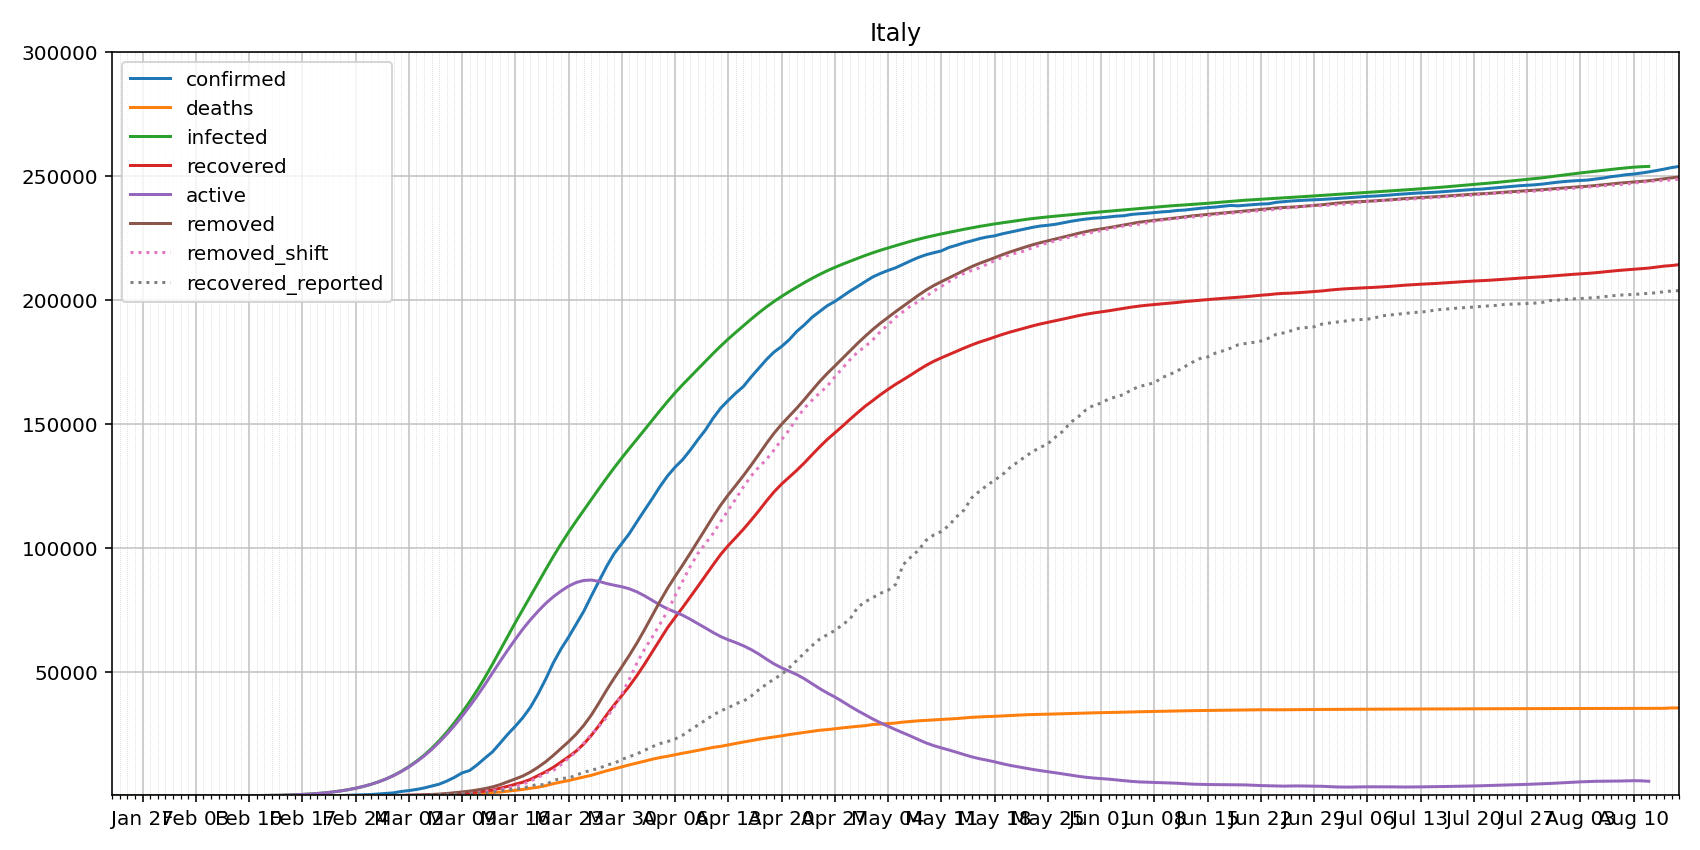 Italy
300000
250000
200000
150000
100000
50000
confirmed
deaths
infected
recovered
active
removed
removed_shift
recovered_reported
Jan 27 Feb 03 Feb 10 Feb 17 Feb 24 Mar 02 Mar 09 Mar 16 Mar 23 Mar 30 Apr 06 Apr 13 Apr 20 Apr 27 May 04 May 11 May 18 May 25 Jun 01 Jun 08 Jun 15 Jun 22 Jun 29 Jul 06 Jul 13 Jul 20 Jul 27 Aug 03 Aug 10